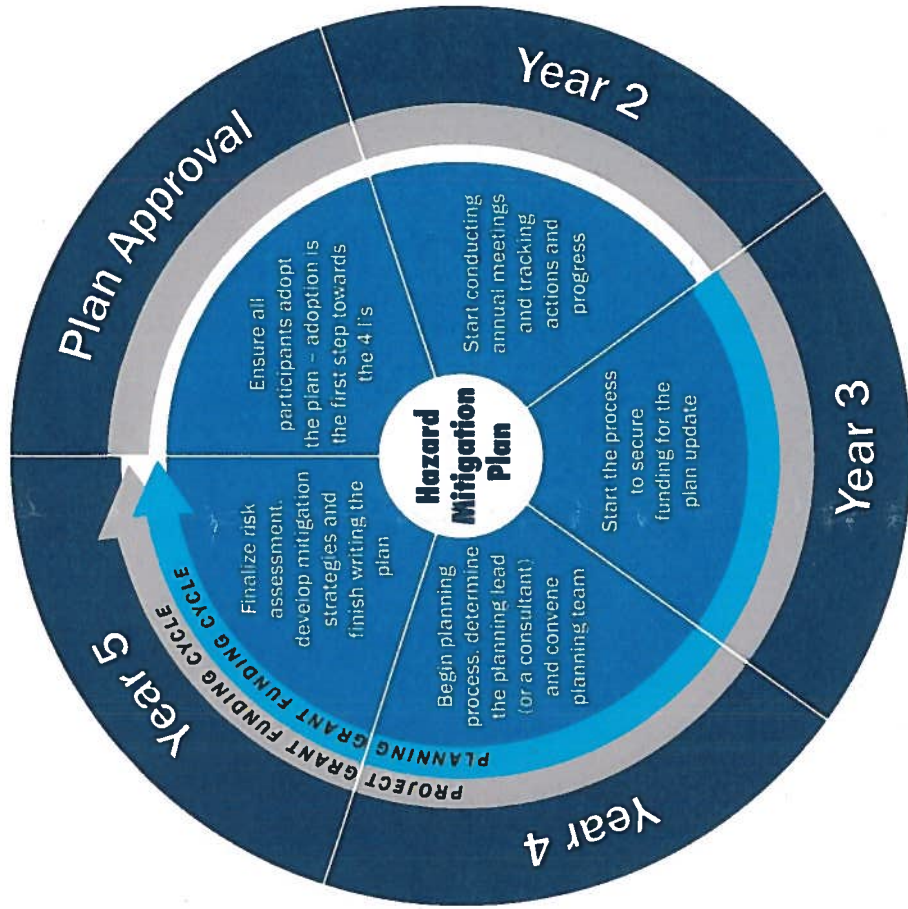 Plan Approval
Ensure all
participants adopt
the plan – adoption is
the first step towards
the 4 I's
Year 2
Start conducting
annual meetings
and tracking
actions and
progress
Year 3
Start the process
to secure
funding for the
plan update
Year 4
Begin planning
process, determine
the planning lead
(or a consultant)
and convene
planning team
Year 5
Finalize risk
assessment,
develop mitigation
strategies and
finish writing the
plan
PROJECT GRANT FUNDING CYCLE
PLANNING GRANT FUNDING CYCLE
Hazard
Mitigation
Plan